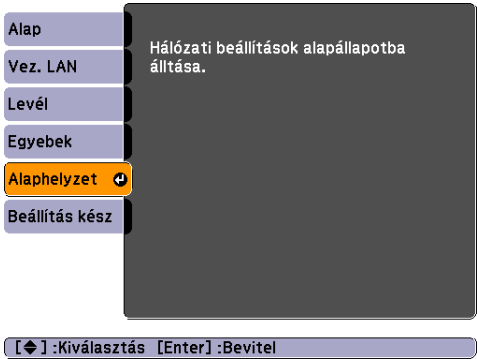 Alap
Vez. LAN
Levél
Egyebek
Alaphelyzet
Beállítás kész
Hálózati beállítások alapállapotba
álltása.
[◆] :Kiválasztás [Enter] :Bevitel